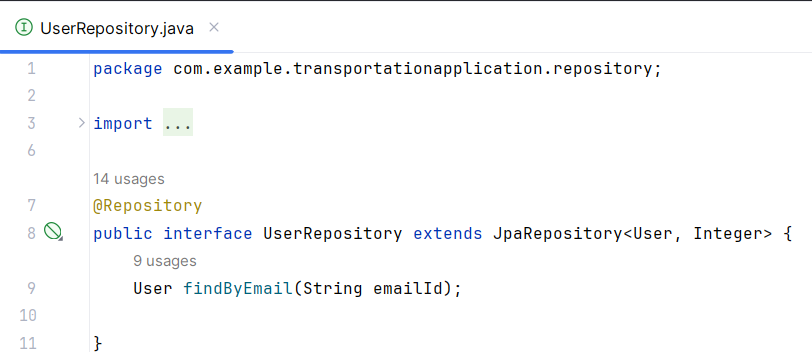 UserRepository.java
1 package com.example.transportationapplication.repository;
2
3 import ...
6
14 usages
7 @Repository
8 public interface UserRepository extends JpaRepository<User, Integer> {
9 usages
9 User findByEmail(String emailId);
10
11 }